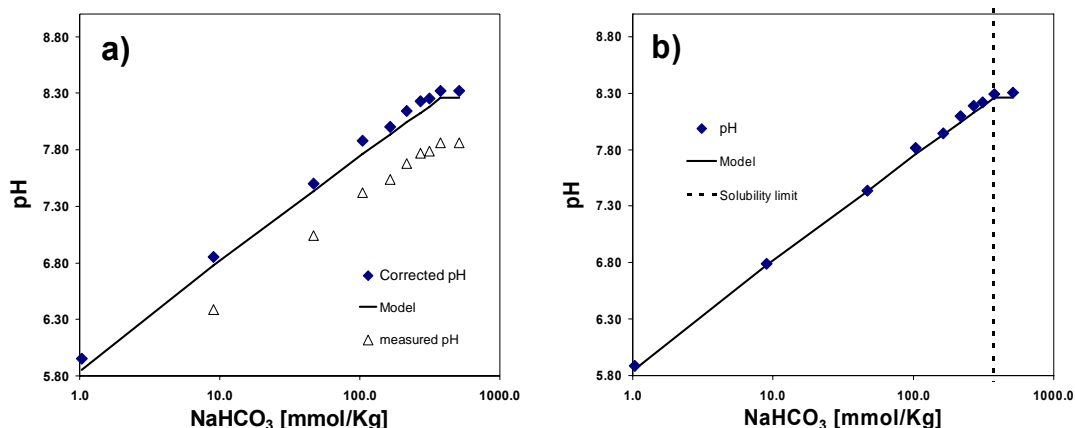 a)
8.80
8.30
7.80
7.30
6.80
6.30
5.80
pH
Corrected pH
Model
measured pH
1.0
10.0
100.0
1000.0
NaHCO₃ [mmol/Kg]
b)
8.80
8.30
7.80
7.30
6.80
6.30
5.80
pH
pH
Model
Solubility limit
1.0
10.0
100.0
1000.0
NaHCO₃ [mmol/Kg]